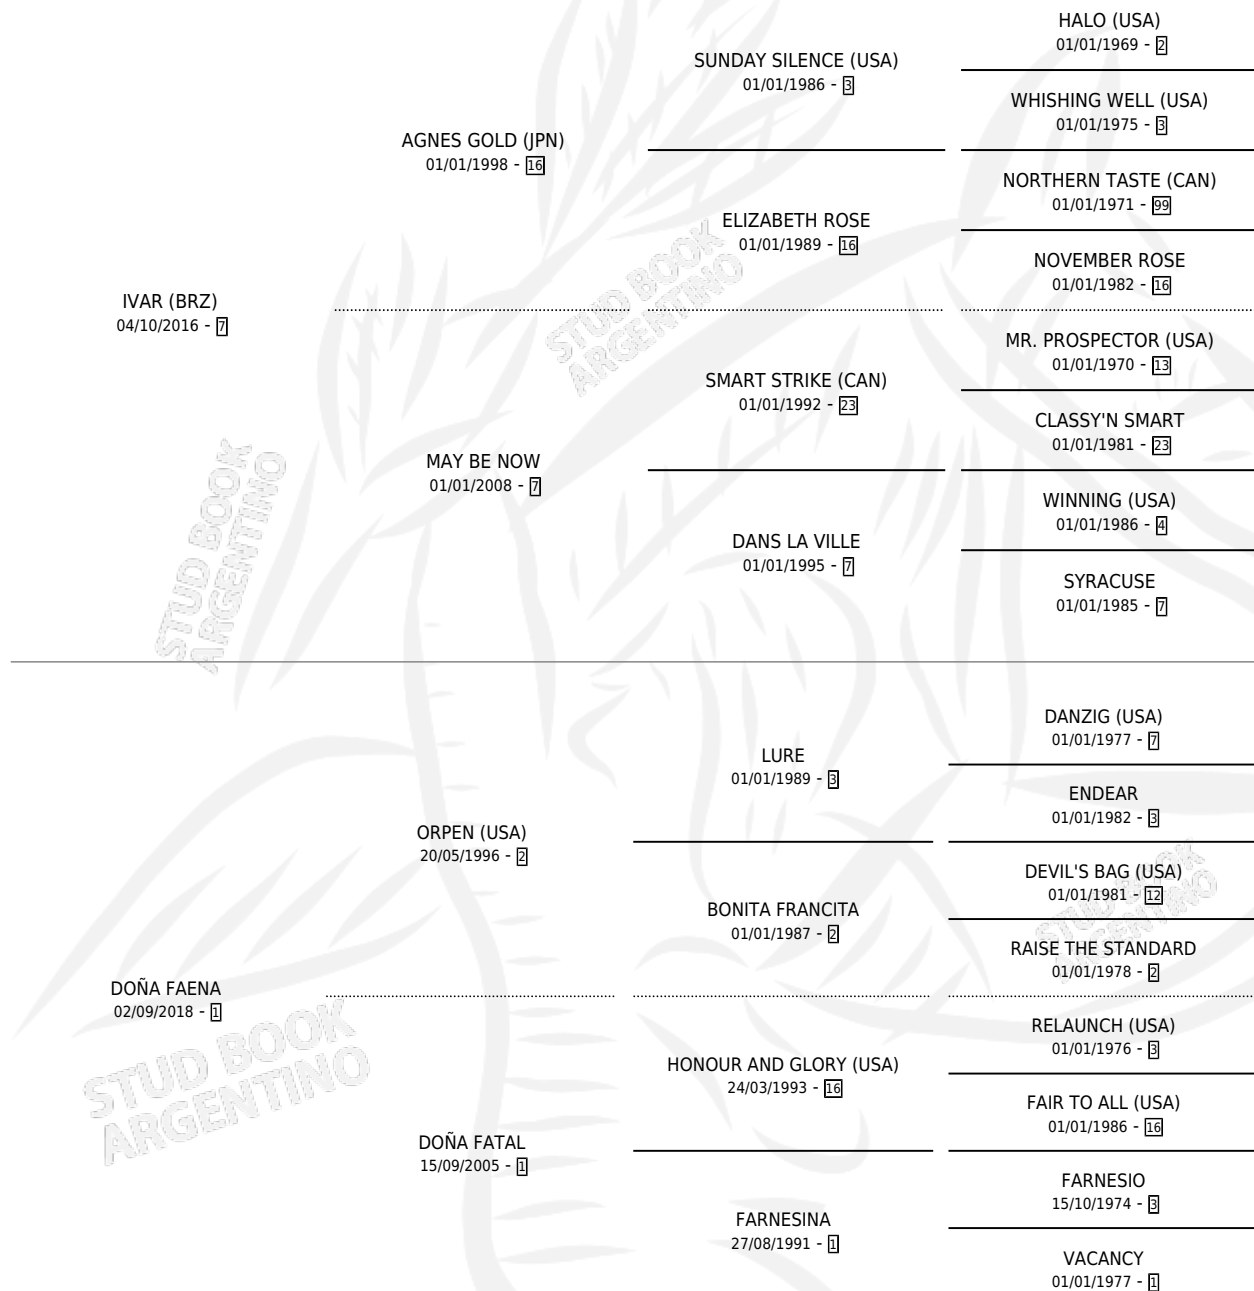 HALO (USA)
01/01/1969 - 2
SUNDAY SILENCE (USA)
01/01/1986 - 3
WHISHING WELL (USA)
01/01/1975 - 3
AGNES GOLD (JPN)
01/01/1998 - 16
NORTHERN TASTE (CAN)
01/01/1971 - 99
ELIZABETH ROSE
01/01/1989 - 16
NOVEMBER ROSE
01/01/1982 - 16
IVAR (BRZ)
04/10/2016 - 7
MR. PROSPECTOR (USA)
01/01/1970 - 13
SMART STRIKE (CAN)
01/01/1992 - 23
CLASSY'N SMART
01/01/1981 - 23
MAY BE NOW
01/01/2008 - 7
WINNING (USA)
01/01/1986 - 4
DANS LA VILLE
01/01/1995 - 7
SYRACUSE
01/01/1985 - 7
DANZIG (USA)
01/01/1977 - 7
LURE
01/01/1989 - 3
ENDEAR
01/01/1982 - 3
ORPEN (USA)
20/05/1996 - 2
DEVIL'S BAG (USA)
01/01/1981 - 12
BONITA FRANCITA
01/01/1987 - 2
RAISE THE STANDARD
01/01/1978 - 2
DOÑA FAENA
02/09/2018 - 1
RELAUNCH (USA)
01/01/1976 - 3
HONOUR AND GLORY (USA)
24/03/1993 - 16
FAIR TO ALL (USA)
01/01/1986 - 16
DOÑA FATAL
15/09/2005 - 1
FARNESIO
15/10/1974 - 3
FARNESINA
27/08/1991 - 1
VACANCY
01/01/1977 - 1
STUD BOOK
ARGENTINO
STUD BOOK
ARGENTINO
STUD BOOK
ARGENTINO
STUD BOOK
ARGENTINO